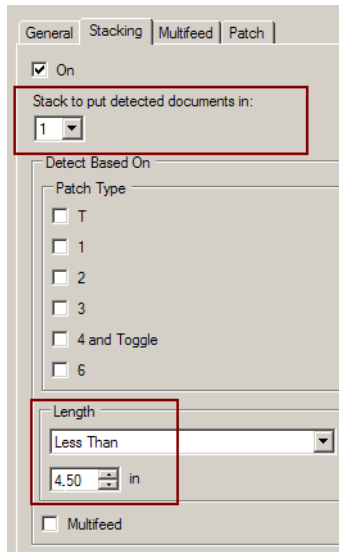 General Stacking Multifeed Patch
On
Stack to put detected documents in:
1
Detect Based On
Patch Type
T
1
2
3
4 and Toggle
6
Length
Less Than
4.50 in
Multifeed